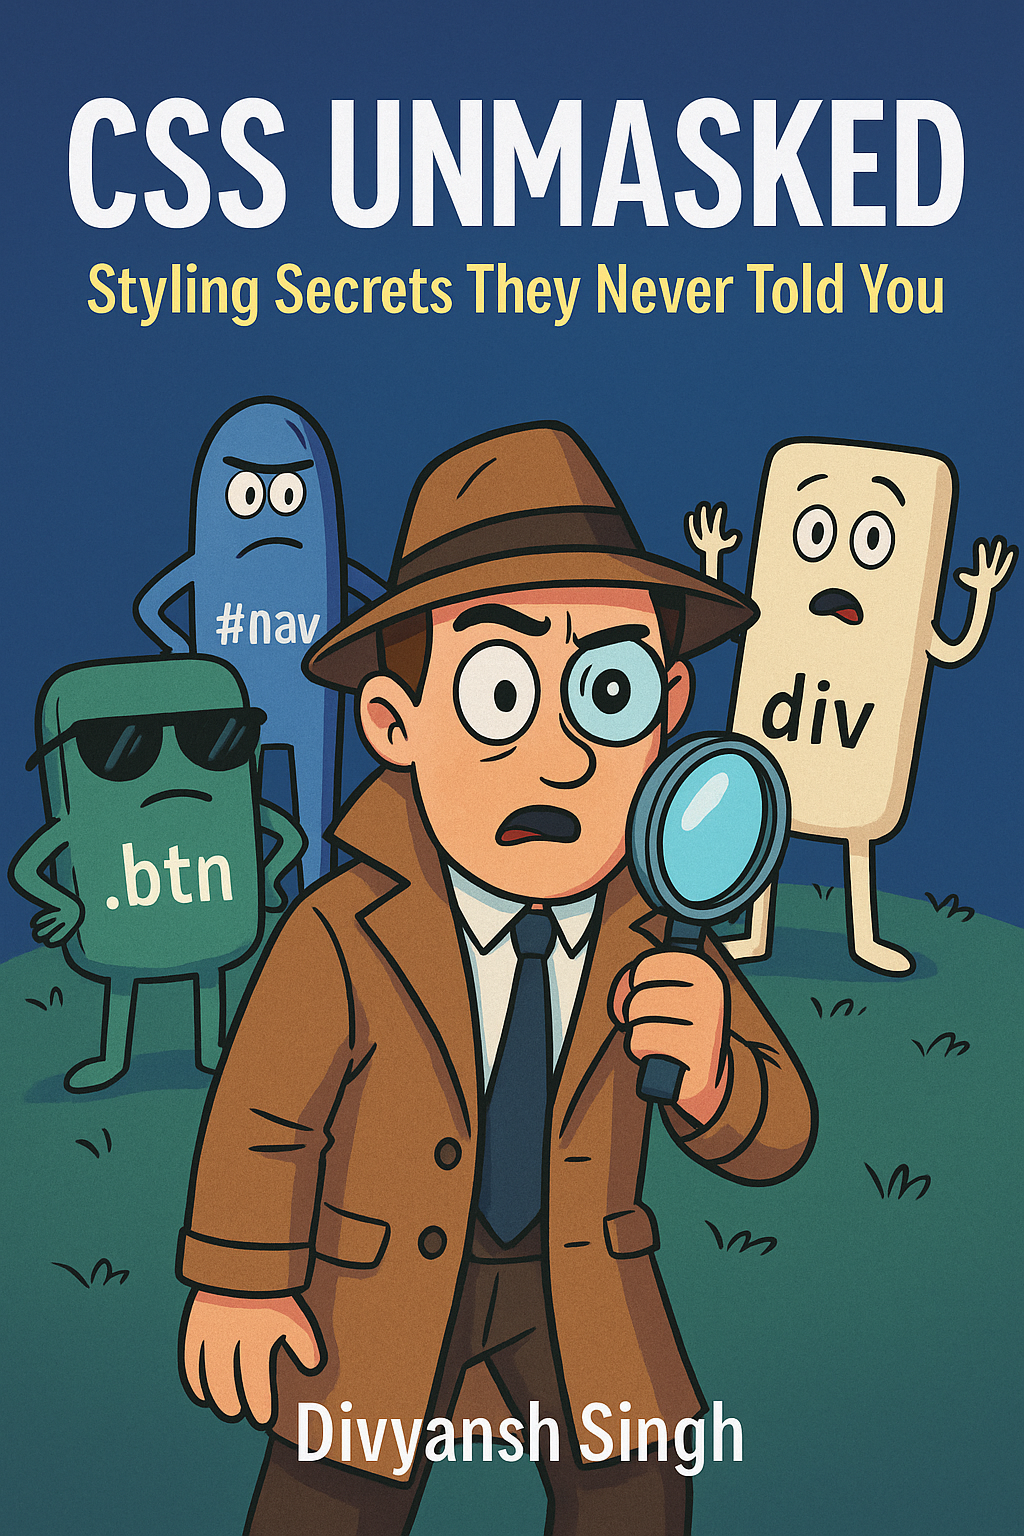 CSS UNMASKED
Styling Secrets They Never Told You
#nav
div
.btn
Divyansh Singh